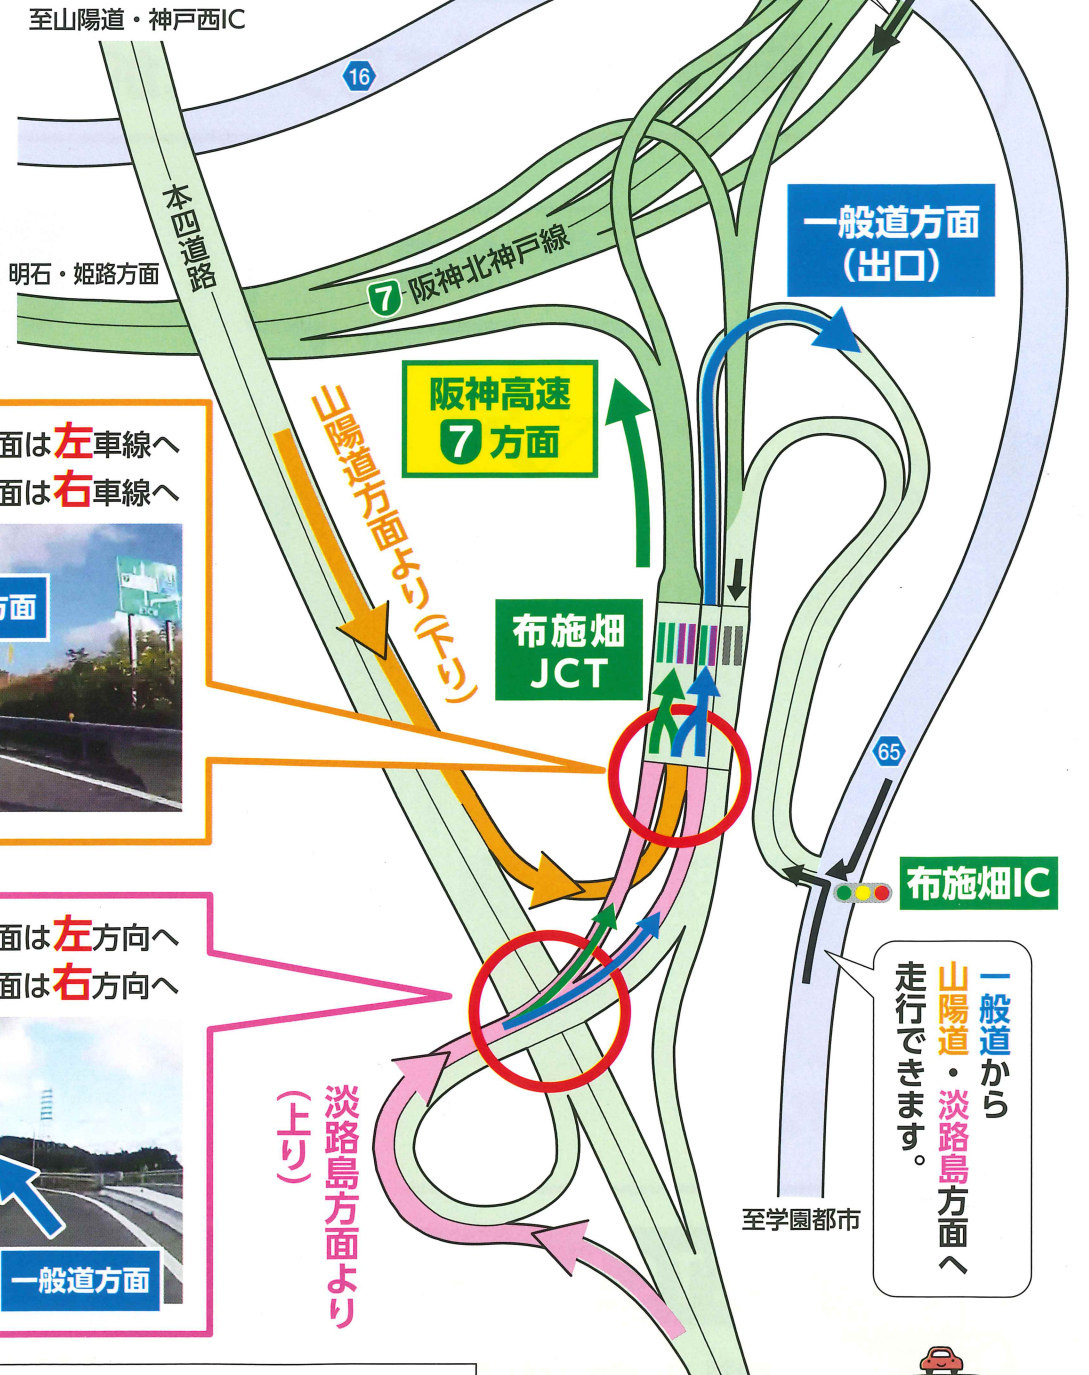 至山陽道・神戸西IC
16
本四道路
明石・姫路方面
7 阪神北神戸線
一般道方面
(出口)
阪神高速
7 方面
山陽道方面より(下り)
面は左車線へ
面は右車線へ
方面
布施畑
JCT
65
布施畑IC
面は左方向へ
面は右方向へ
一般道方面
淡路島方面より
(上り)
一般道から
山陽道・淡路島方面へ
走行できます。
至学園都市